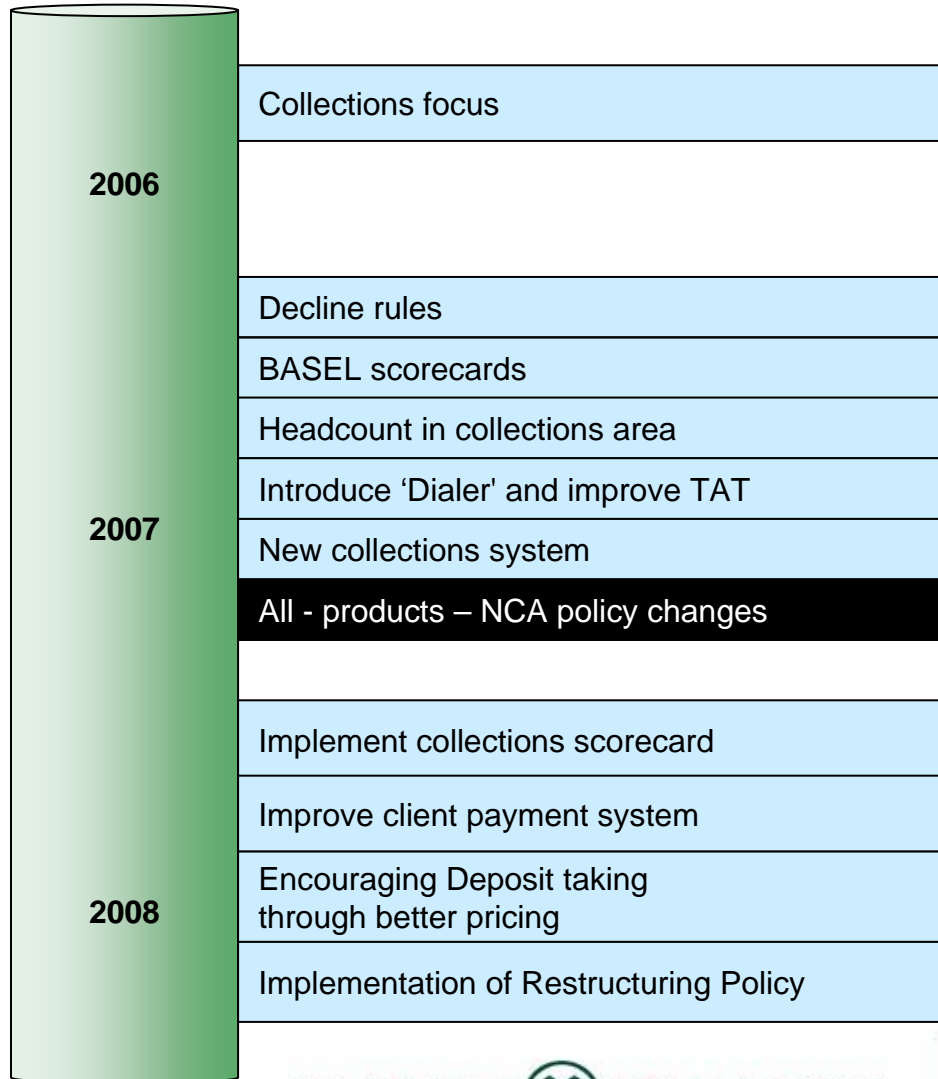 Collections focus
2006
Decline rules
BASEL scorecards
Headcount in collections area
Introduce ‘Dialer' and improve TAT
2007
New collections system
All - products – NCA policy changes
Implement collections scorecard
Improve client payment system
Encouraging Deposit taking
through better pricing
2008
Implementation of Restructuring Policy